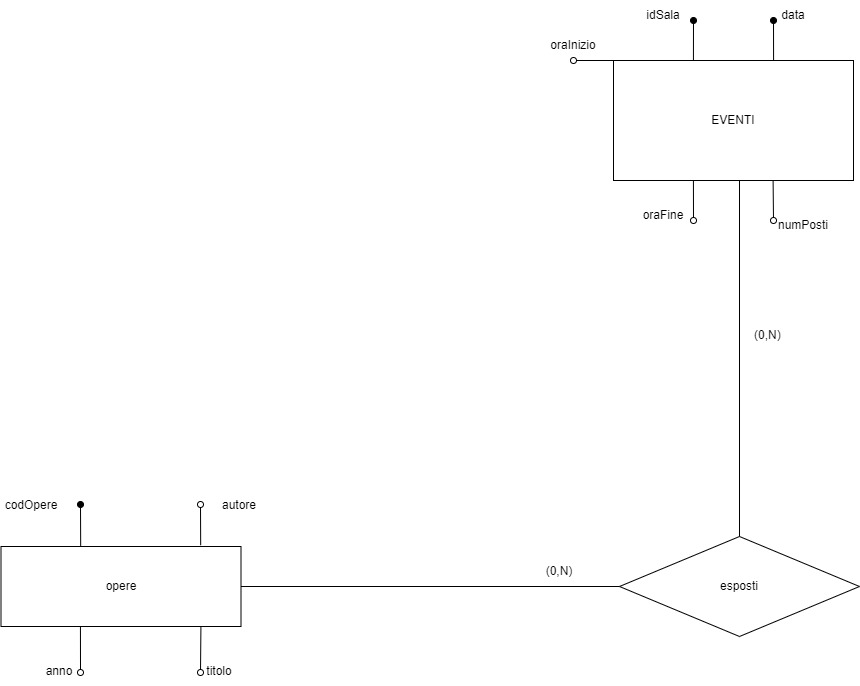 idSala
data
oraInizio
EVENTI
oraFine
numPosti
(0,N)
codOpere
autore
(0,N)
opere
esposti
anno
titolo